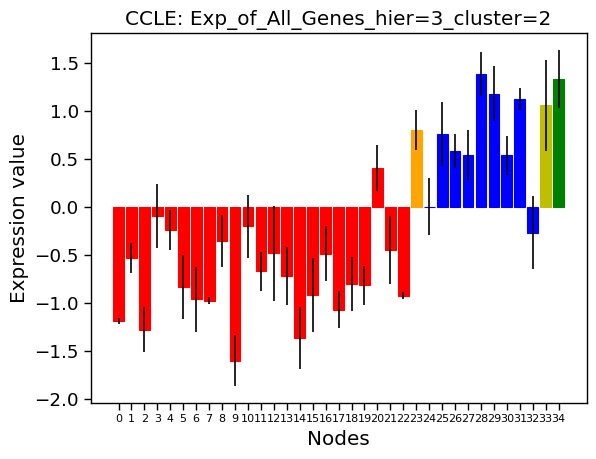 CCLE: Exp_of_All_Genes_hier=3_cluster=2
Expression value
1.5
1.0
0.5
0.0
−0.5
−1.0
−1.5
−2.0
0 1 2 3 4 5 6 7 8 9 10 11 12 13 14 15 16 17 18 19 20 21 22 23 24 25 26 27 28 29 30 31 32 33 34
Nodes